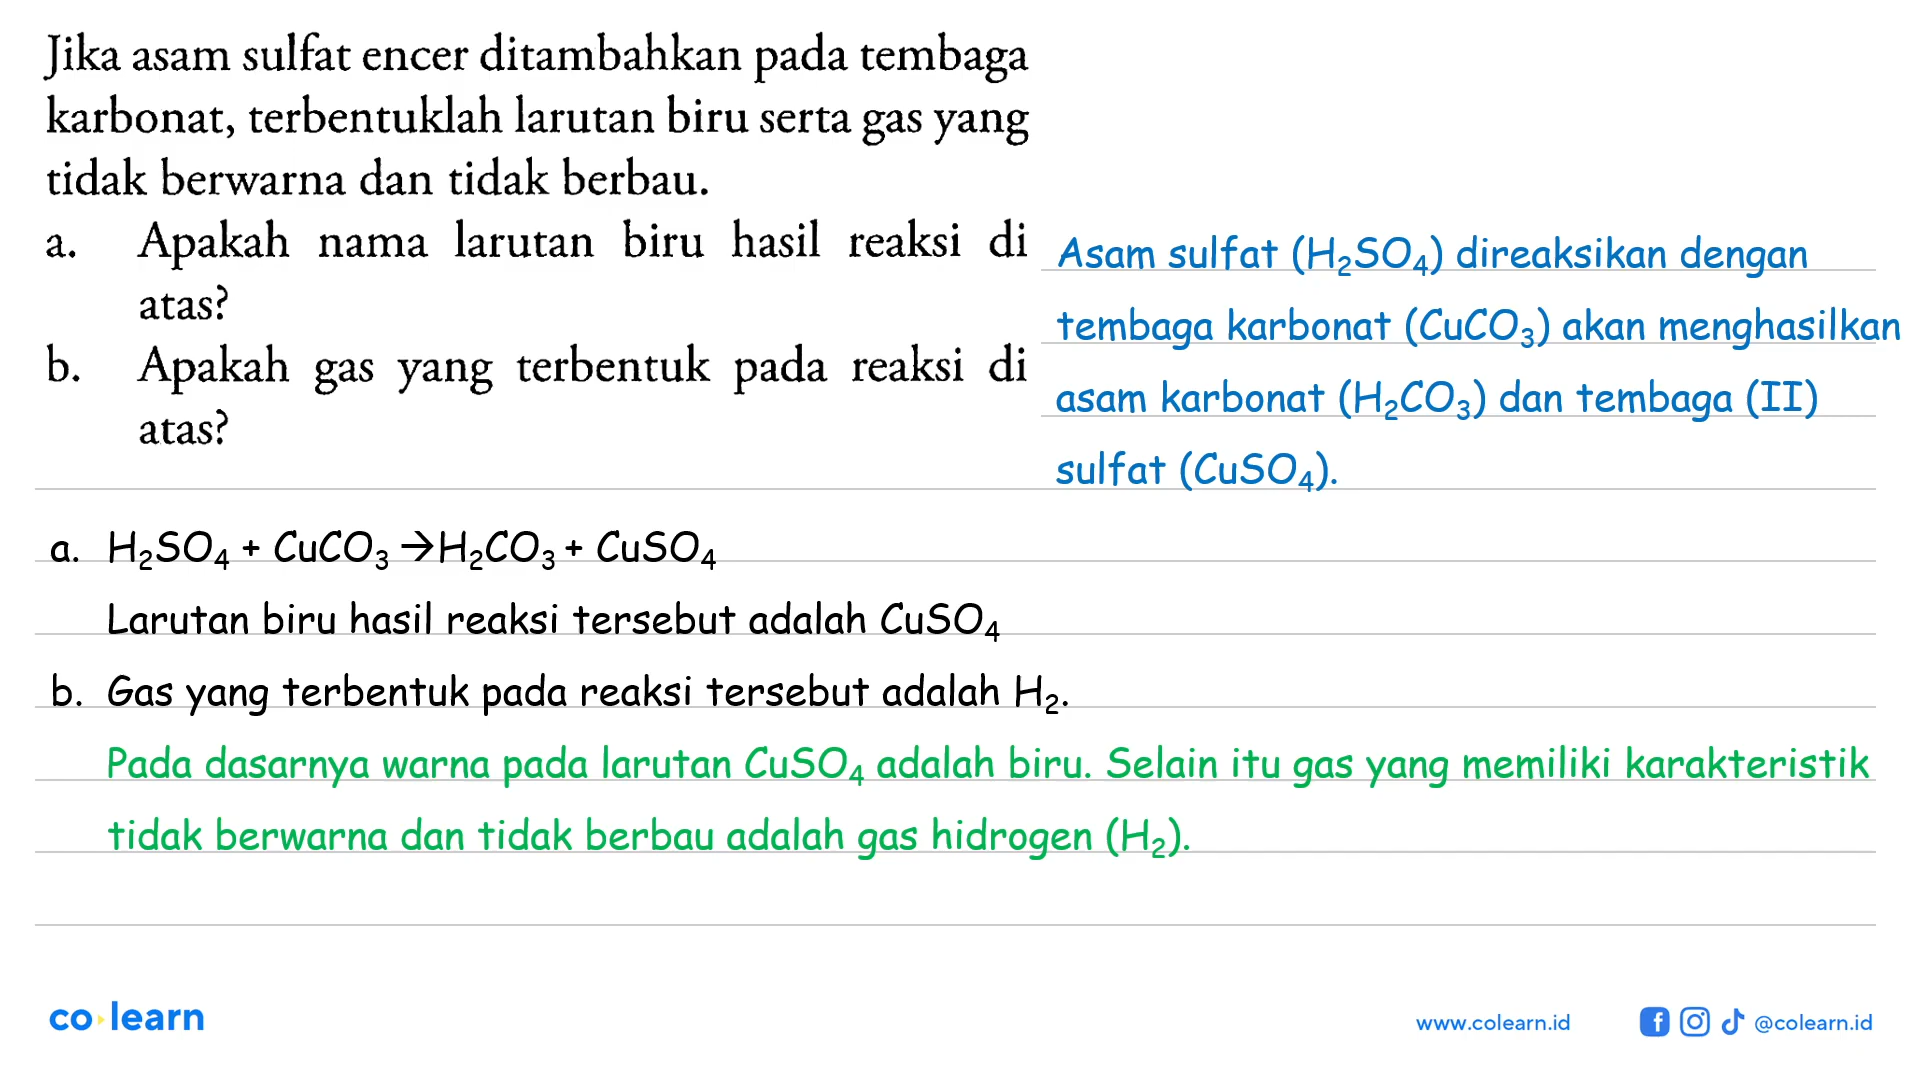 Jika asam sulfat encer ditambahkan pada tembaga
karbonat, terbentuklah larutan biru serta gas yang
tidak berwarna dan tidak berbau.
a. Apakah nama larutan biru hasil reaksi di
atas?
b. Apakah gas yang terbentuk pada reaksi di
atas?
Asam sulfat (H₂SO₄) direaksikan dengan
tembaga karbonat (CuCO₃) akan menghasilkan
asam karbonat (H₂CO₃) dan tembaga (II)
sulfat (CuSO₄).
a. H₂SO₄ + CuCO₃ →H₂CO₃ + CuSO₄
Larutan biru hasil reaksi tersebut adalah CuSO₄
b. Gas yang terbentuk pada reaksi tersebut adalah H₂.
Pada dasarnya warna pada larutan CuSO₄ adalah biru. Selain itu gas yang memiliki karakteristik
tidak berwarna dan tidak berbau adalah gas hidrogen (H₂).
co learn
www.colearn.id
@colearn.id